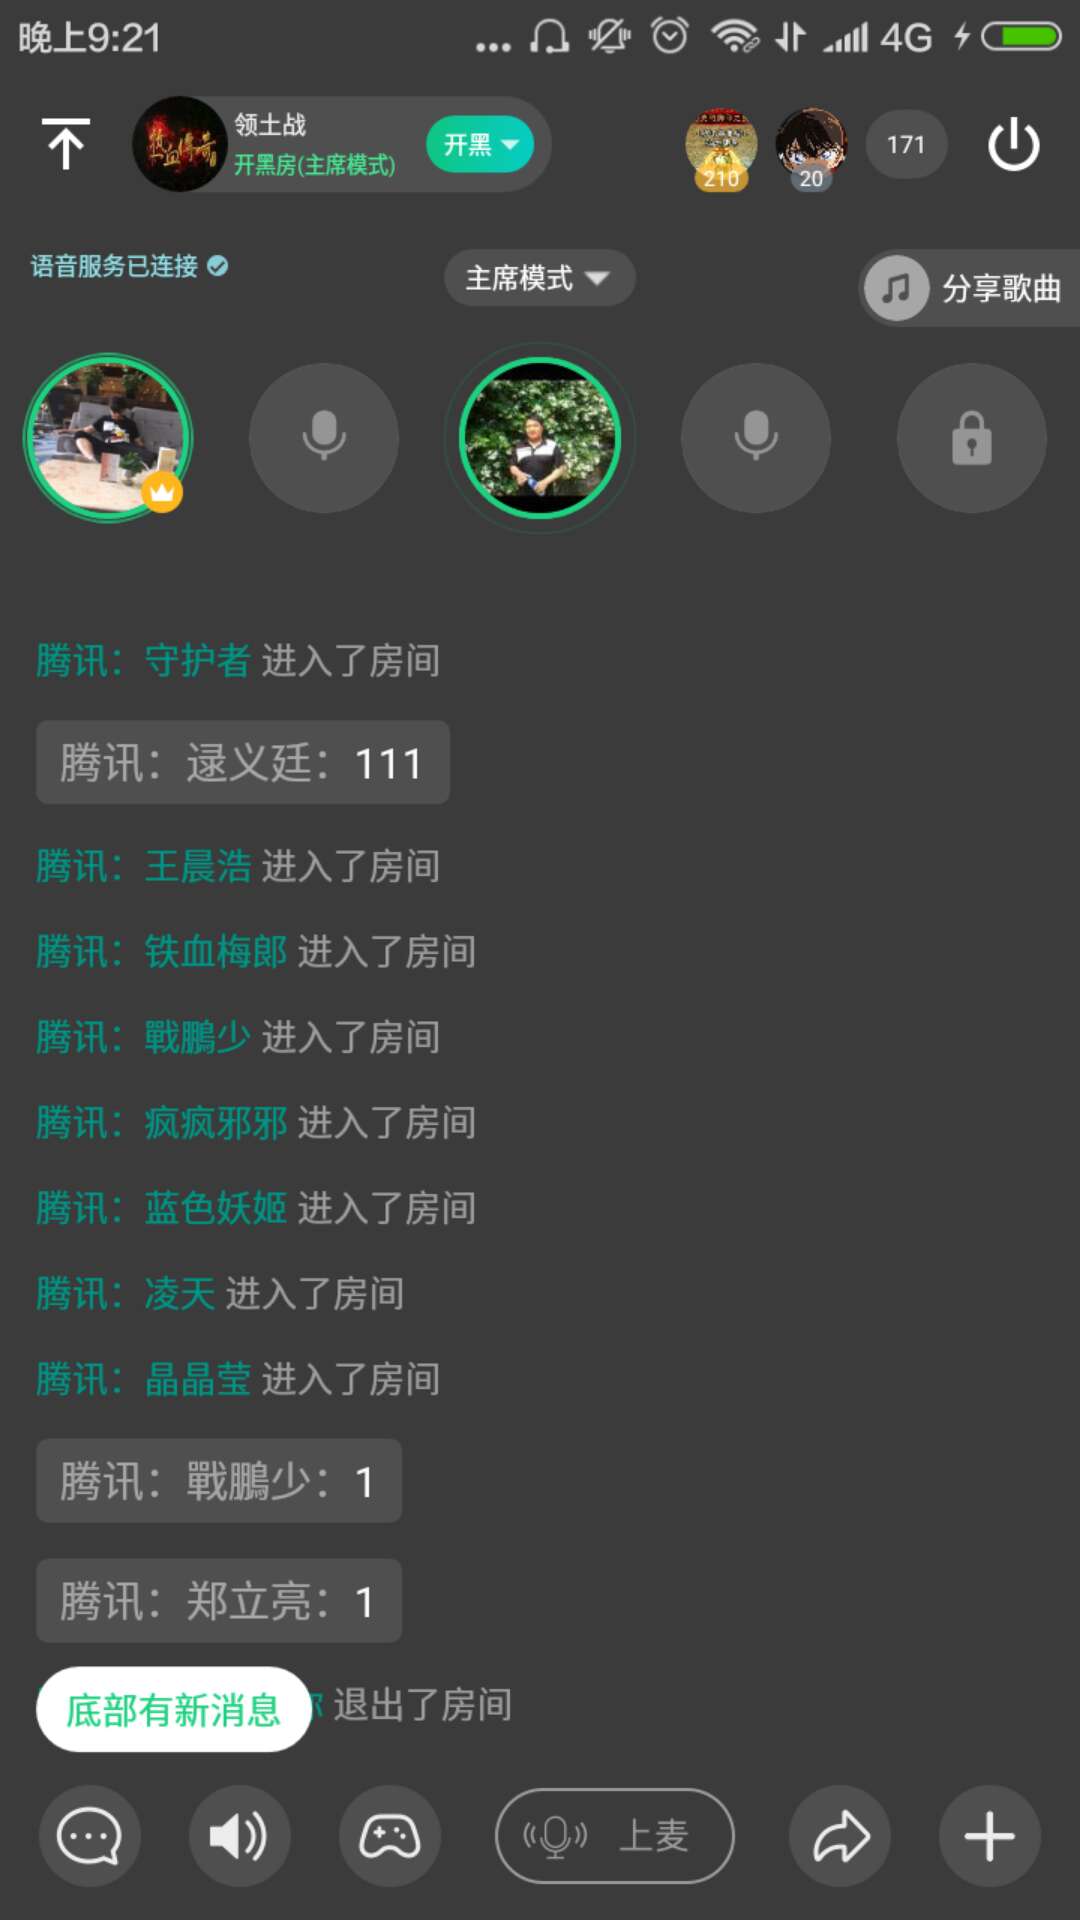 晚上9:21
4G
领土战
开黑房(主席模式)
开黑
210
20
171
语音服务已连接
主席模式
分享歌曲
腾讯：守护者 进入了房间
腾讯：逯义廷：111
腾讯：王晨浩 进入了房间
腾讯：铁血梅郎 进入了房间
腾讯：戰鵬少 进入了房间
腾讯：疯疯邪邪 进入了房间
腾讯：蓝色妖姬 进入了房间
腾讯：凌天 进入了房间
腾讯：晶晶莹 进入了房间
腾讯：戰鵬少：1
腾讯：郑立亮：1
底部有新消息
退出了房间
上麦